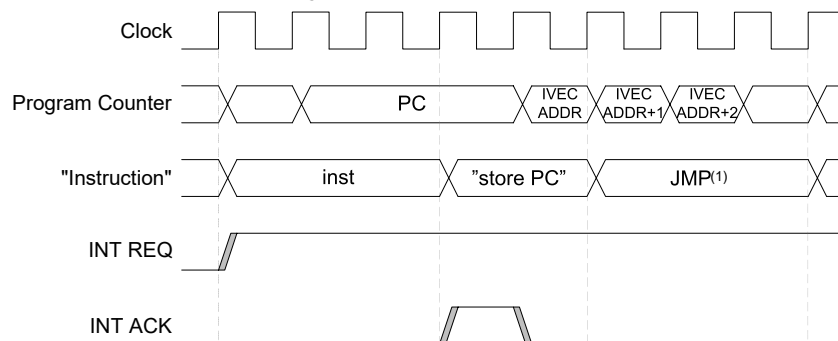 Clock
Program Counter
PC
IVEC
ADDR
IVEC
ADDR+1
IVEC
ADDR+2
"Instruction"
inst
”store PC”
JMP(1)
INT REQ
INT ACK